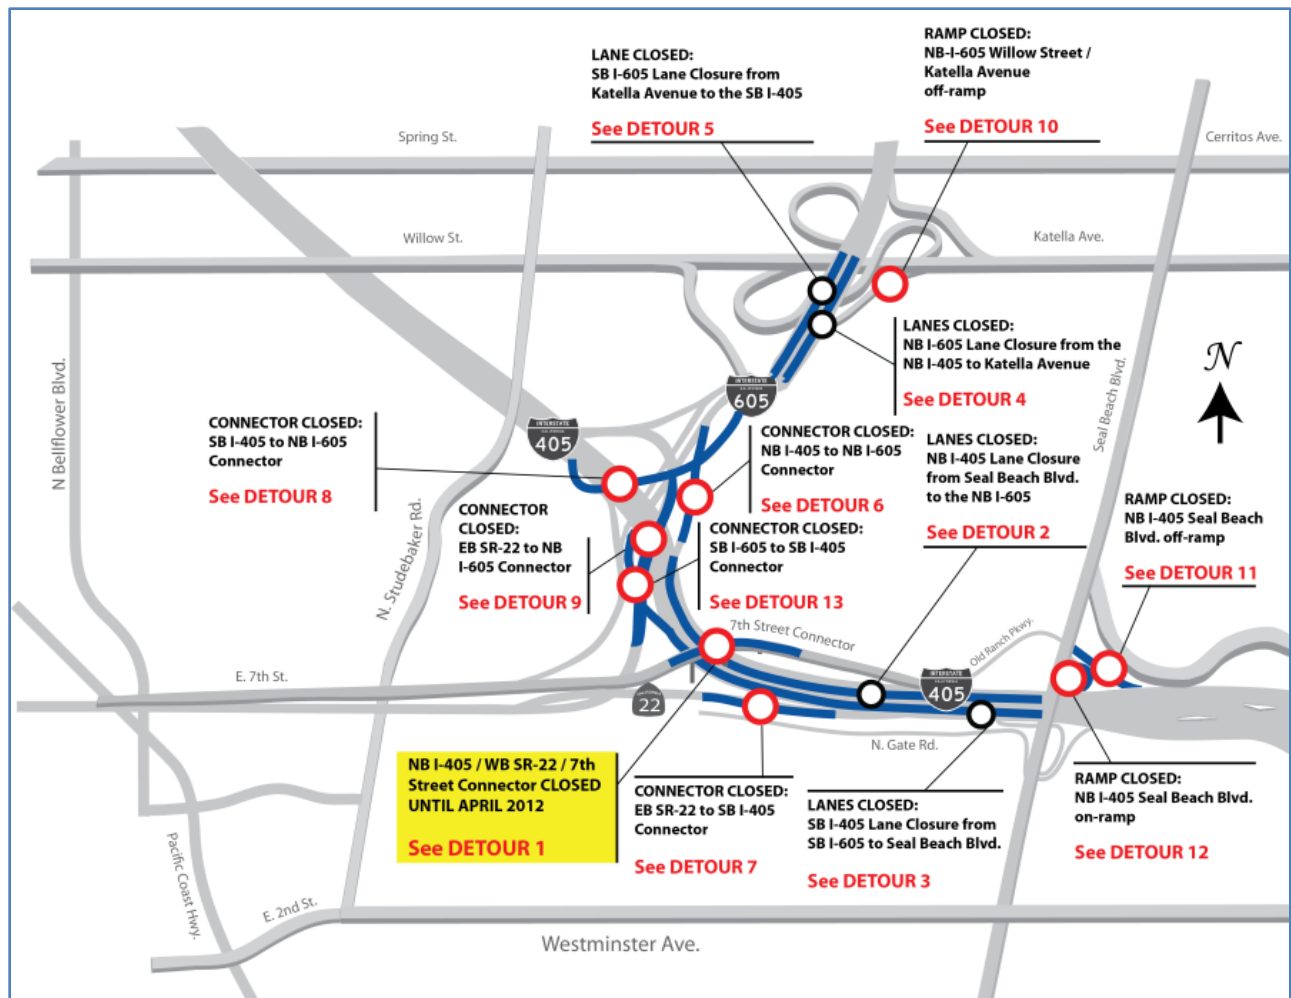 RAMP CLOSED:
NB-I-605 Willow Street /
Katella Avenue
off-ramp
See DETOUR 10
LANE CLOSED:
SB I-605 Lane Closure from
Katella Avenue to the SB I-405
See DETOUR 5
Spring St.
Cerritos Ave.
Willow St.
Katella Ave.
LANES CLOSED:
NB I-605 Lane Closure from the
NB I-405 to Katella Avenue
See DETOUR 4
N
N Bellflower Blvd.
Seal Beach Blvd.
INTERSTATE
605
INTERSTATE
405
CONNECTOR CLOSED:
SB I-405 to NB I-605
Connector
See DETOUR 8
CONNECTOR CLOSED:
NB I-405 to NB I-605
Connector
See DETOUR 6
LANES CLOSED:
NB I-405 Lane Closure
from Seal Beach Blvd.
to the NB I-605
See DETOUR 2
RAMP CLOSED:
NB I-405 Seal Beach
Blvd. off-ramp
See DETOUR 11
N. Studebaker Rd.
CONNECTOR
CLOSED:
EB SR-22 to NB
I-605 Connector
See DETOUR 9
CONNECTOR CLOSED:
SB I-605 to SB I-405
Connector
See DETOUR 13
7th Street Connector
Old Ranch Pkwy.
E. 7th St.
22
INTERSTATE
405
N. Gate Rd.
NB I-405 / WB SR-22 / 7th
Street Connector CLOSED
UNTIL APRIL 2012
See DETOUR 1
CONNECTOR CLOSED:
EB SR-22 to SB I-405
Connector
See DETOUR 7
LANES CLOSED:
SB I-405 Lane Closure from
SB I-605 to Seal Beach Blvd.
See DETOUR 3
RAMP CLOSED:
NB I-405 Seal Beach Blvd.
on-ramp
See DETOUR 12
Pacific Coast Hwy.
E. 2nd St.
Westminster Ave.